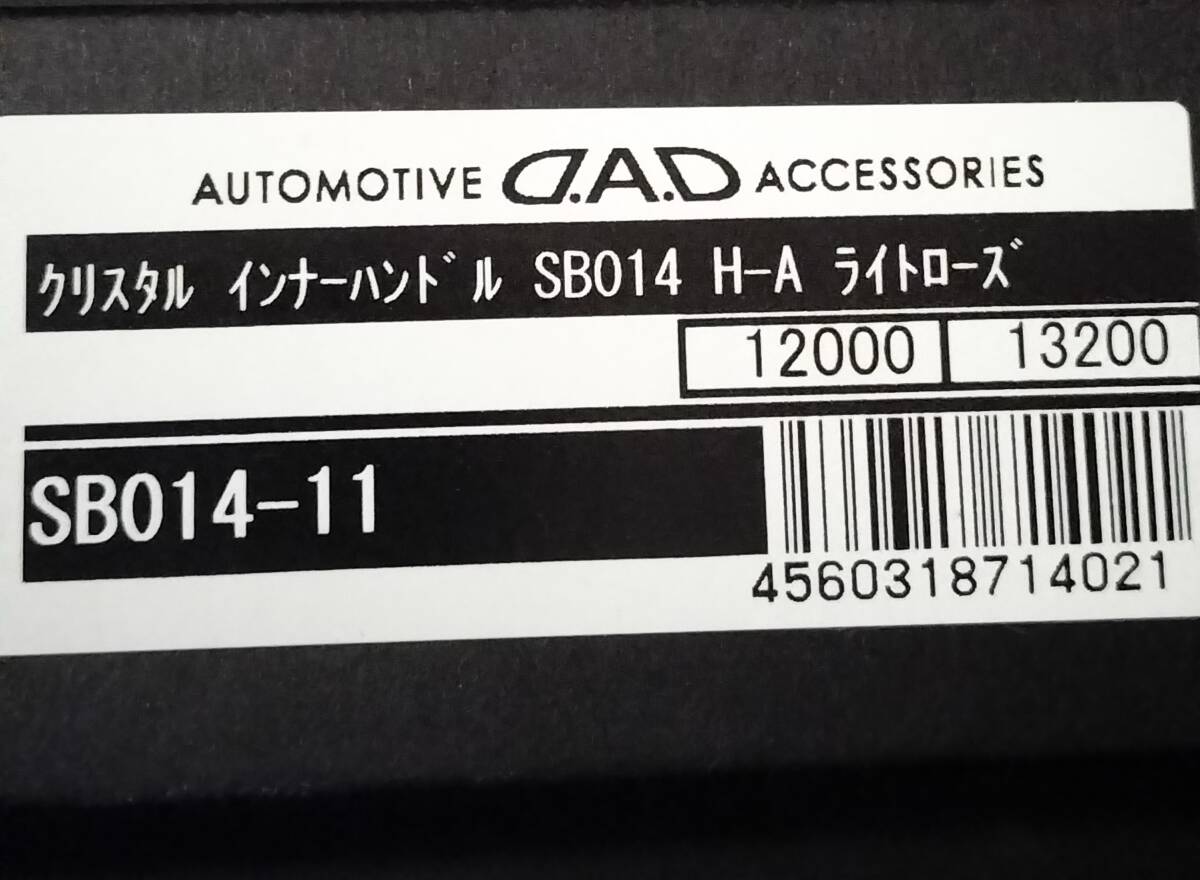 AUTOMOTIVE D.A.D ACCESSORIES
ｸﾘｽﾀﾙ ｲﾝﾅｰﾊﾝﾄﾞﾙ SB014 H-A ﾗｲﾄﾛｰｽﾞ
12000 13200
SB014-11
4560318714021